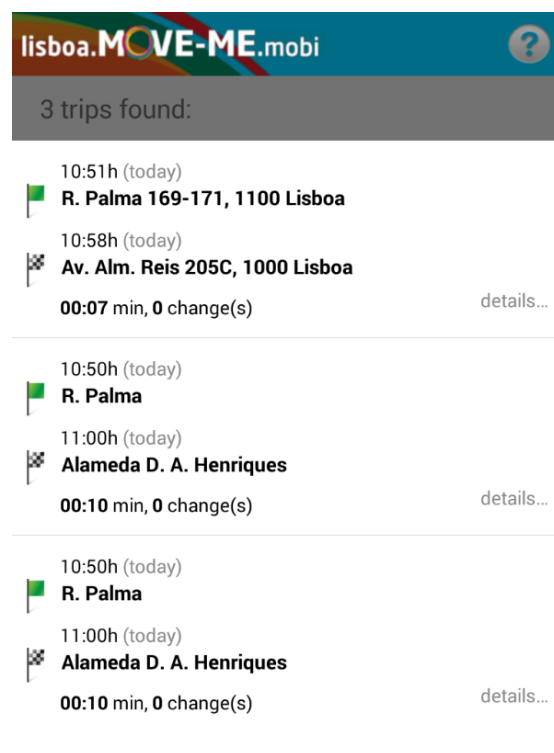 lisboa.MOVE-ME.mobi
?
3 trips found:
10:51h (today)
R. Palma 169-171, 1100 Lisboa
10:58h (today)
Av. Alm. Reis 205C, 1000 Lisboa
00:07 min, 0 change(s)
details...
10:50h (today)
R. Palma
11:00h (today)
Alameda D. A. Henriques
00:10 min, 0 change(s)
details...
10:50h (today)
R. Palma
11:00h (today)
Alameda D. A. Henriques
00:10 min, 0 change(s)
details...